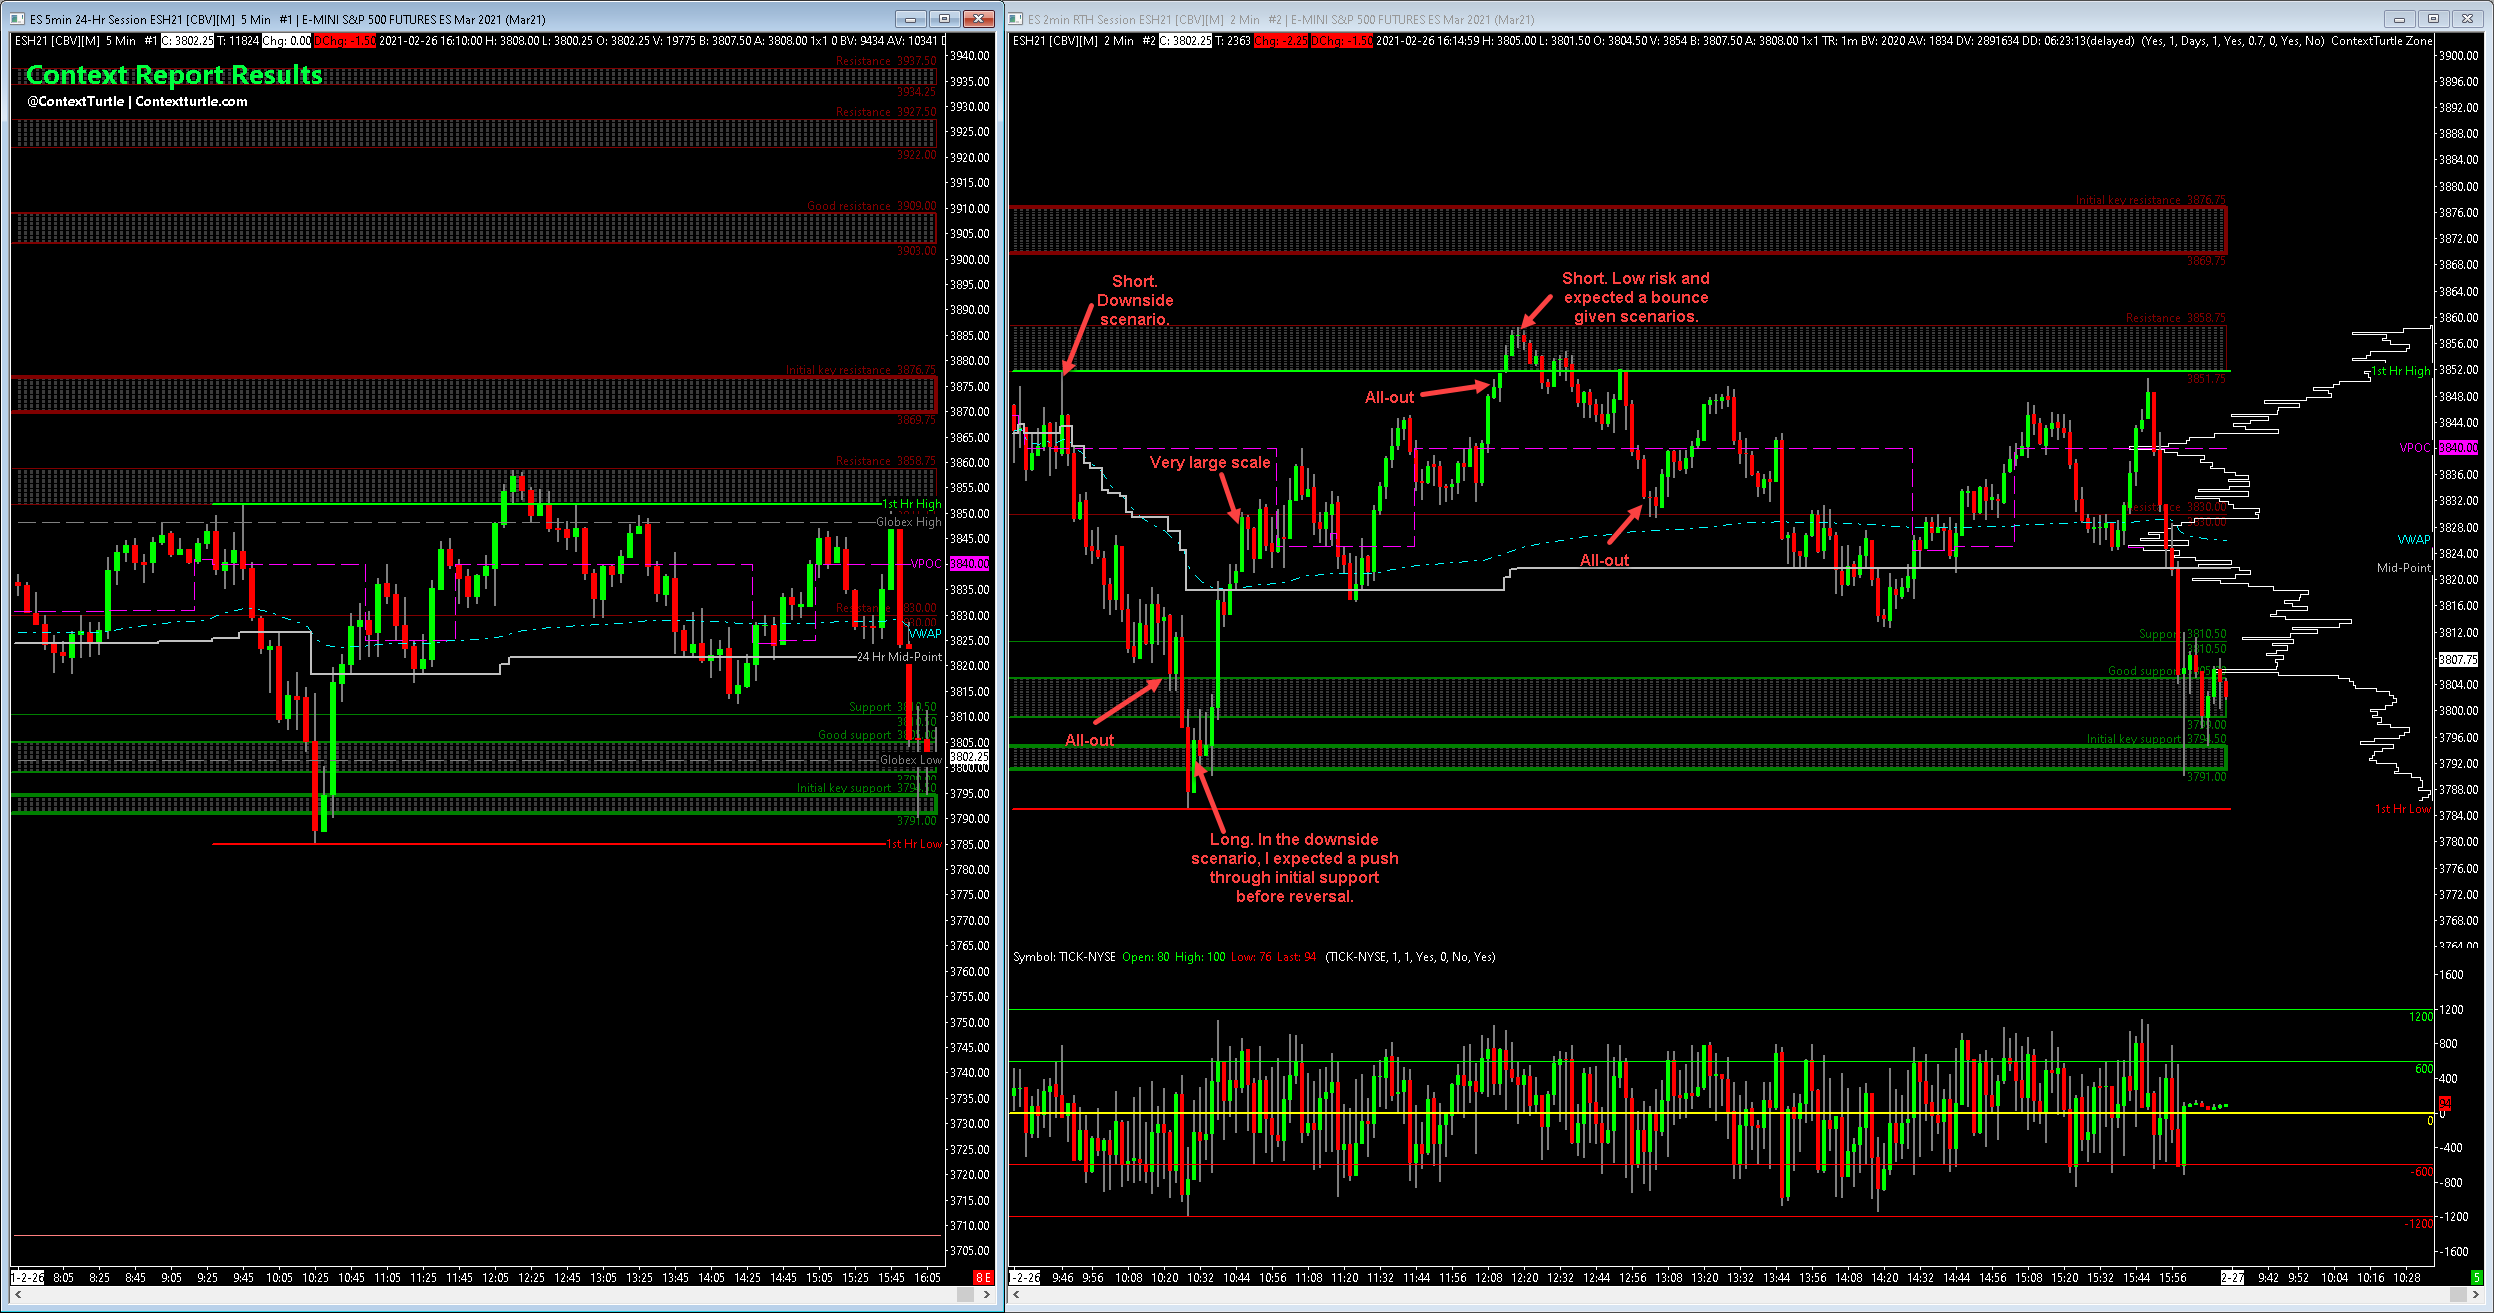 ES 5min 24-Hr Session ESH21 [CBV][M] 5 Min #1 | E-MINI S&P 500 FUTURES ES Mar 2021 (Mar21)
ESH21 [CBV][M] 5 Min #1 C: 3802.25 T: 11824 Chg: 0.00 DChg: -1.50 2021-02-26 16:10:00 H: 3808.00 L: 3800.25 O: 3802.25 V: 19775 B: 3807.50 A: 3808.00 1x1 0 BV: 9434 AV: 10341
Context Report Results
@ContextTurtle | Contextturtle.com
Resistance 3937.50
3934.25
Resistance 3927.50
3922.00
Good resistance 3909.00
3903.00
Initial key resistance 3876.75
3869.75
Resistance 3858.75
1st Hr High
Globex High
VPOC
3840.00
VWAP
24 Hr Mid-Point
Support
Good support
Globex Low
3802.25
Initial key support
3791.00
1st Hr Low
3940.00
3935.00
3930.00
3925.00
3920.00
3915.00
3910.00
3905.00
3900.00
3895.00
3890.00
3885.00
3880.00
3875.00
3870.00
3865.00
3860.00
3855.00
3850.00
3845.00
3835.00
3830.00
3825.00
3820.00
3815.00
3810.00
3805.00
3800.00
3795.00
3790.00
3785.00
3780.00
3775.00
3770.00
3765.00
3760.00
3755.00
3750.00
3745.00
3740.00
3735.00
3730.00
3725.00
3720.00
3715.00
3710.00
3705.00
1-2-26 8:05 8:25 8:45 9:05 9:25 9:45 10:05 10:25 10:45 11:05 11:25 11:45 12:05 12:25 12:45 13:05 13:25 13:45 14:05 14:25 14:45 15:05 15:25 15:45 16:05 8 E
ES 2min RTH Session ESH21 [CBV][M] 2 Min #2 | E-MINI S&P 500 FUTURES ES Mar 2021 (Mar21)
ESH21 [CBV][M] 2 Min #2 C: 3802.25 T: 2363 Chg: -2.25 DChg: -1.50 2021-02-26 16:14:59 H: 3805.00 L: 3801.50 O: 3804.50 V: 3854 B: 3807.50 A: 3808.00 1x1 TR: 1m BV: 2020 AV: 1834 DV: 2891634 DD: 06:23:13(delayed) (Yes, 1, Days, 1, Yes, 0.7, 0, Yes, No) ContextTurtle Zone
Initial key resistance 3876.75
3869.75
Short.
Downside
scenario.
Short. Low risk and
expected a bounce
given scenarios.
Resistance 3858.75
1st Hr High
3851.75
All-out
VPOC
3840.00
Very large scale
3830.00
VWAP
All-out
Mid-Point
Support 3810.50
3810.50
Good support
3807.75
3799.00
All-out
Initial key support 3794.50
3791.00
1st Hr Low
Long. In the downside
scenario, I expected a push
through initial support
before reversal.
3900.00
3896.00
3892.00
3888.00
3884.00
3880.00
3876.00
3872.00
3868.00
3864.00
3860.00
3856.00
3852.00
3848.00
3844.00
3836.00
3832.00
3828.00
3824.00
3820.00
3816.00
3812.00
3804.00
3800.00
3796.00
3792.00
3788.00
3784.00
3780.00
3776.00
3772.00
3768.00
3764.00
Symbol: TICK-NYSE Open: 80 High: 100 Low: 76 Last: 94 (TICK-NYSE, 1, 1, Yes, 0, No, Yes)
1600
1200
1200
800
600
400
94
0
0
-400
-600
-800
-1200
-1200
-1600
-2-26 9:46 9:56 10:08 10:20 10:32 10:44 10:56 11:08 11:20 11:32 11:44 11:56 12:08 12:20 12:32 12:44 12:56 13:08 13:20 13:32 13:44 13:56 14:08 14:20 14:32 14:44 14:56 15:08 15:20 15:32 15:44 15:56 2-27 9:42 9:52 10:04 10:16 10:28 5